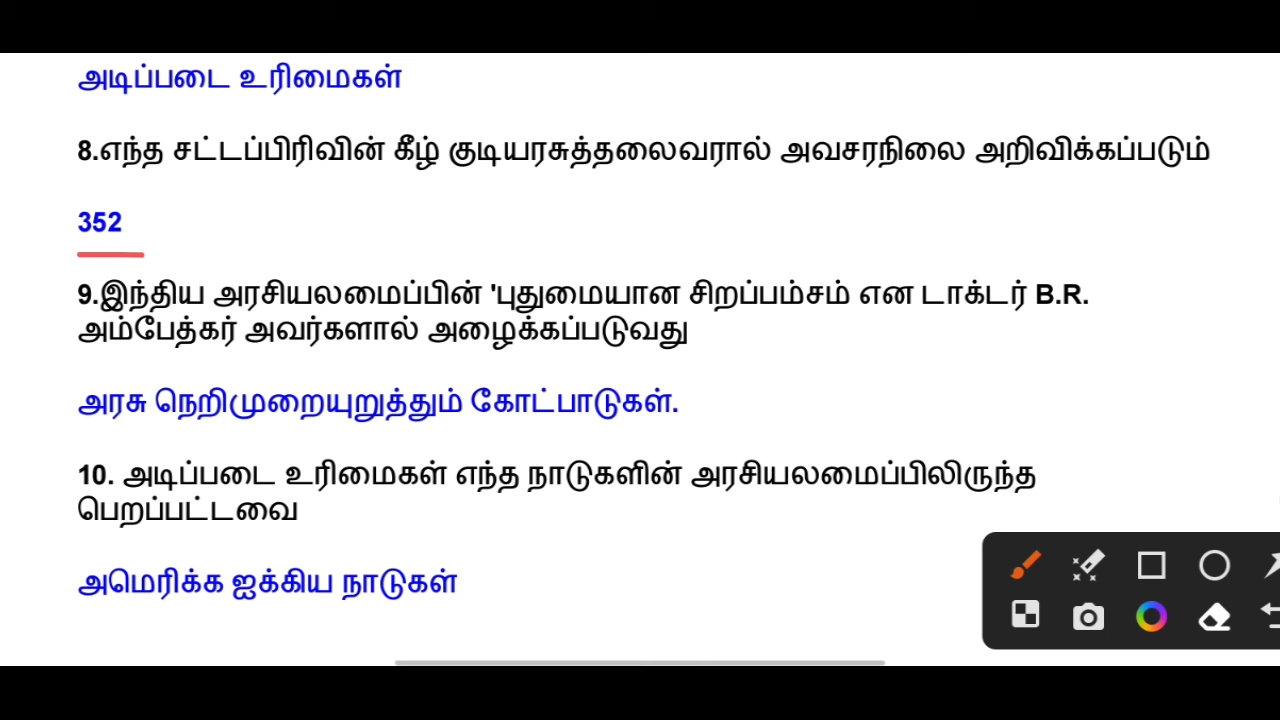 அடிப்படை உரிமைகள்
8.எந்த சட்டப்பிரிவின் கீழ் குடியரசுத்தலைவரால் அவசரநிலை அறிவிக்கப்படும்
352
9.இந்திய அரசியலமைப்பின் 'புதுமையான சிறப்பம்சம் என டாக்டர் B.R.
அம்பேத்கர் அவர்களால் அழைக்கப்படுவது
அரசு நெறிமுறையுறுத்தும் கோட்பாடுகள்.
10. அடிப்படை உரிமைகள் எந்த நாடுகளின் அரசியலமைப்பிலிருந்த
பெறப்பட்டவை
அமெரிக்க ஐக்கிய நாடுகள்